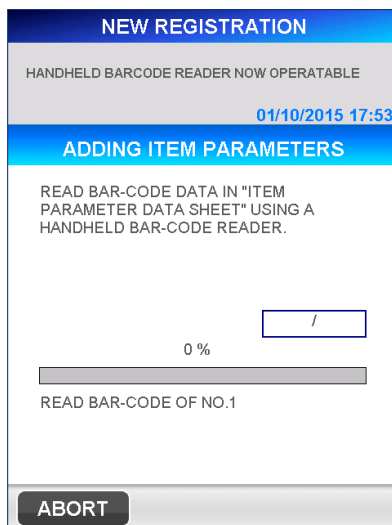 NEW REGISTRATION
HANDHELD BARCODE READER NOW OPERATABLE
01/10/2015 17:53
ADDING ITEM PARAMETERS
READ BAR-CODE DATA IN "ITEM
PARAMETER DATA SHEET" USING A
HANDHELD BAR-CODE READER.
/
0 %
READ BAR-CODE OF NO.1
ABORT